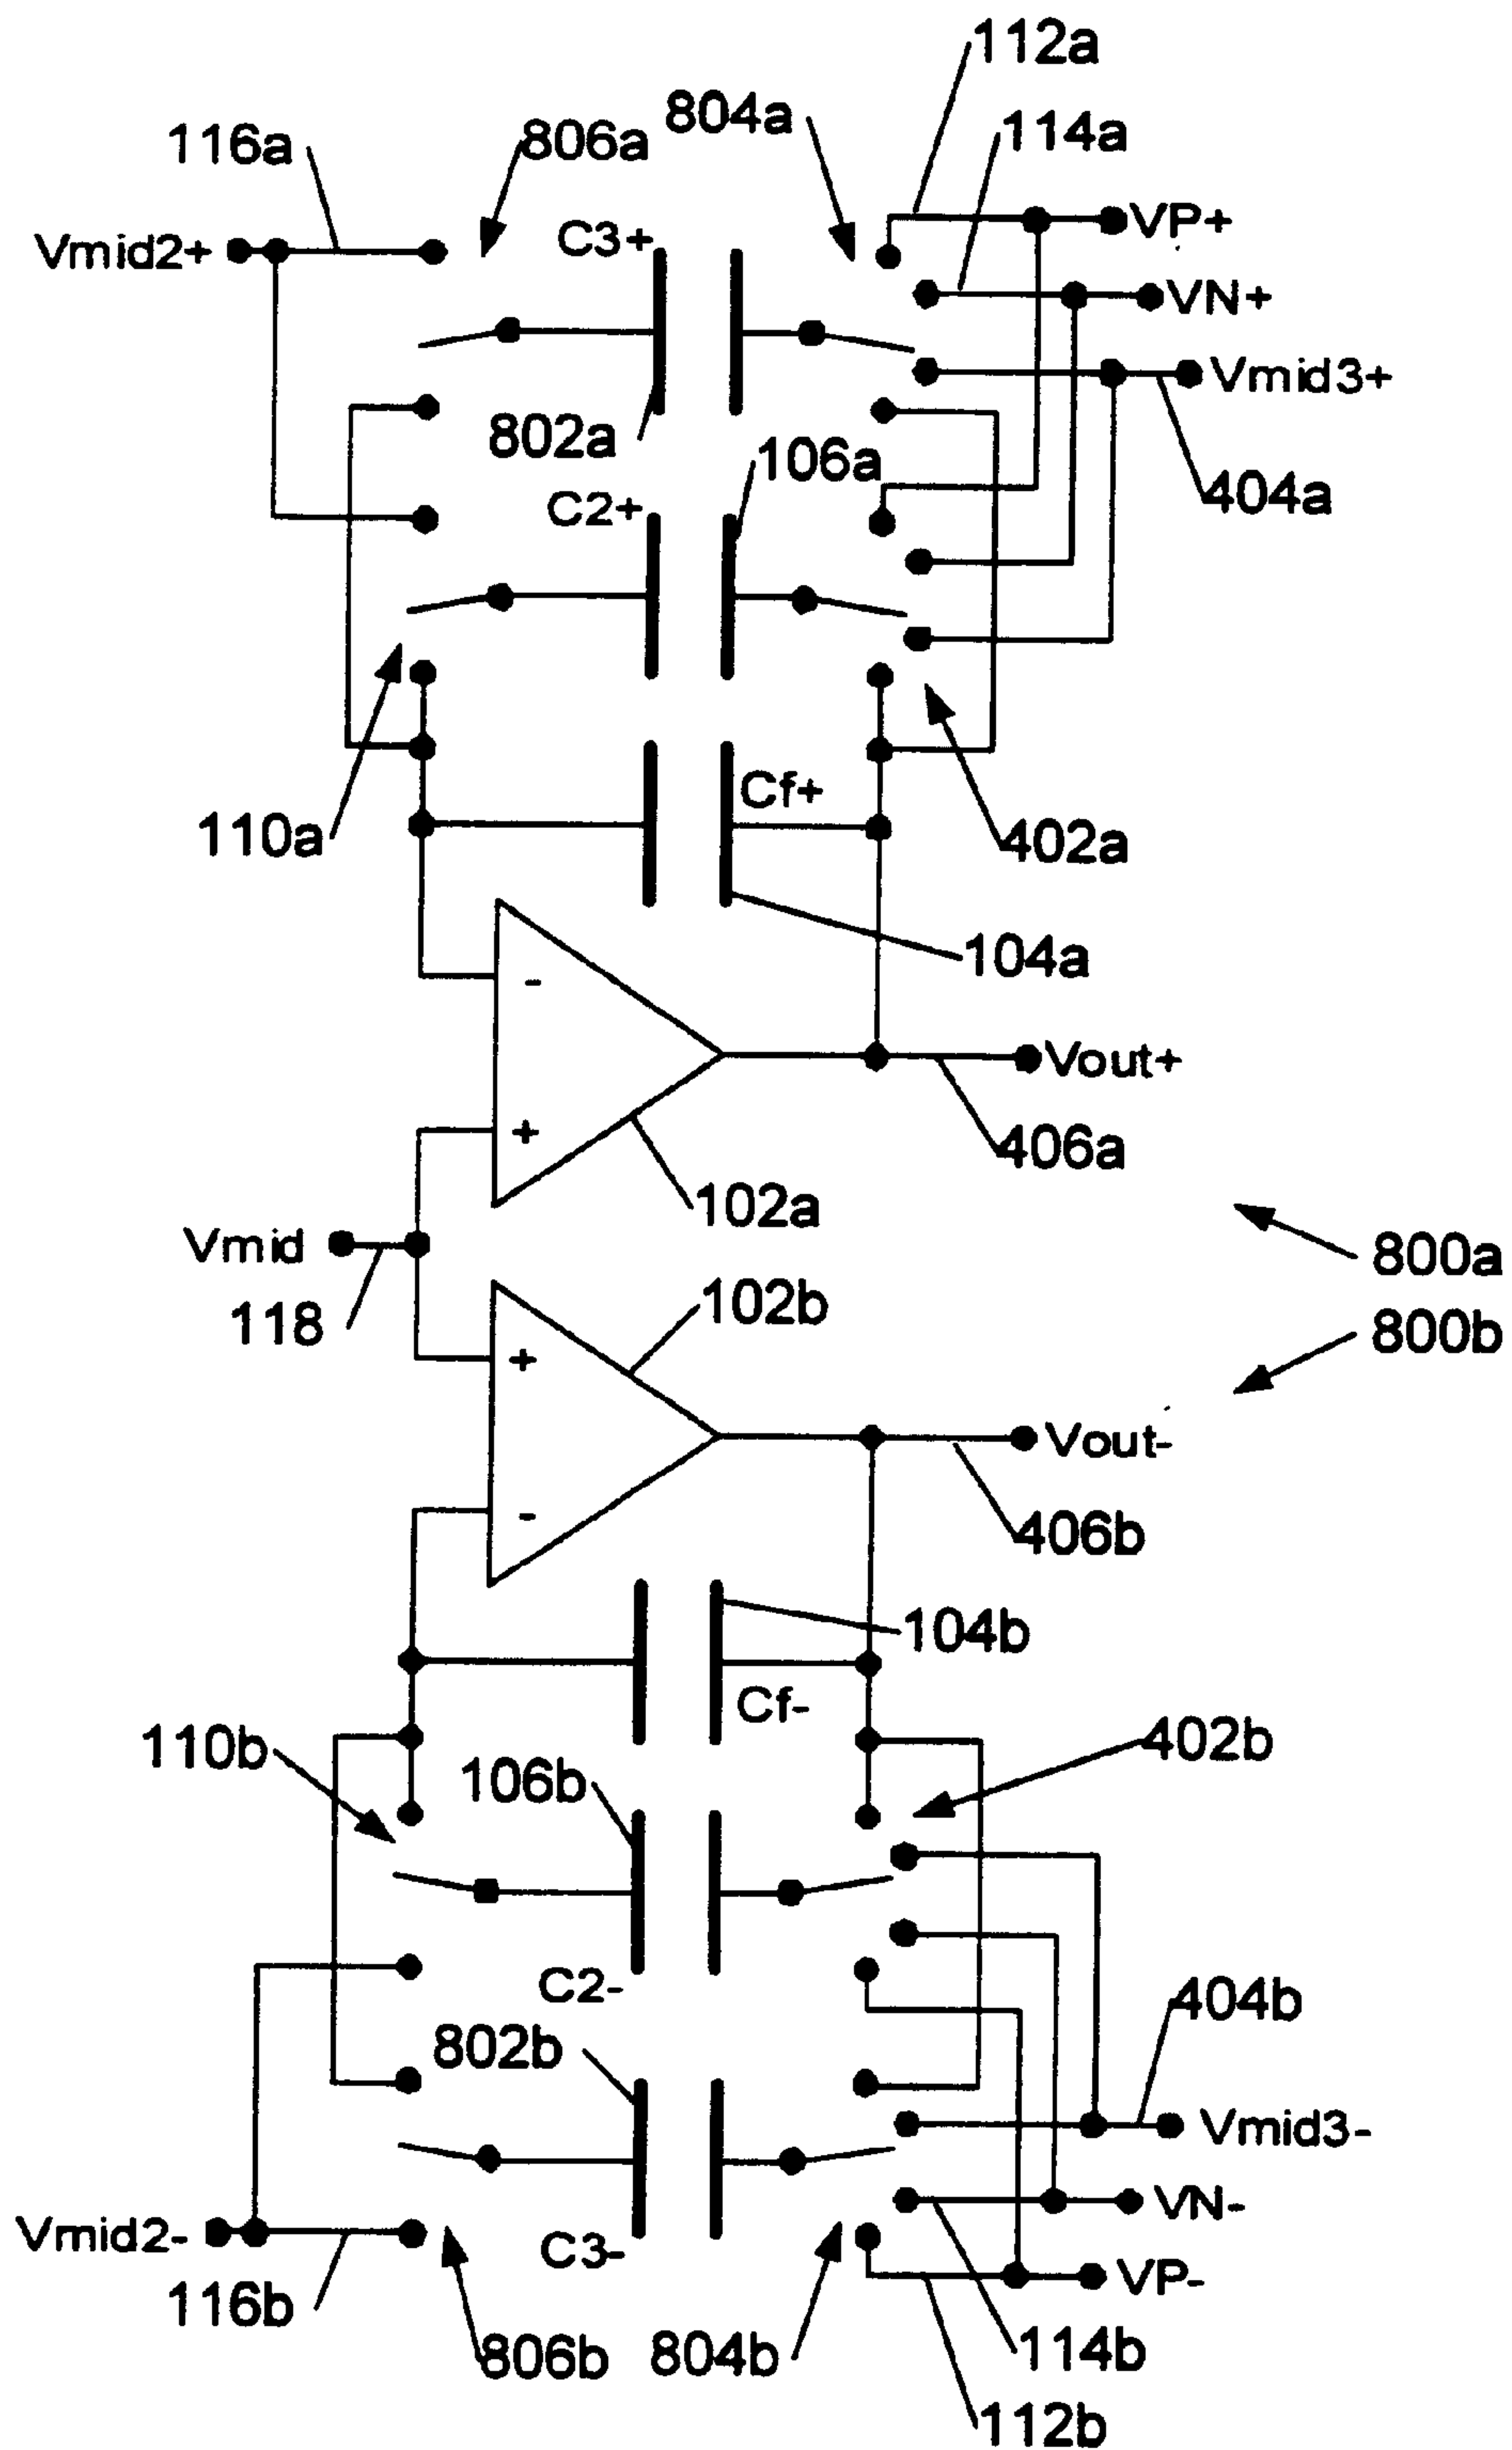 112a
804a
114a
116a
806a
C3+
VP+
Vmid2+
VN+
Vmid3+
802a
106a
404a
C2+
Cf+
110a
402a
104a
-
Vout+
+
406a
102a
Vmid
800a
118
102b
800b
+
Vout-
-
406b
104b
Cf-
110b
402b
106b
C2-
404b
802b
Vmid3-
VN-
Vmid2-
C3-
VP-
116b
114b
806b
804b
112b